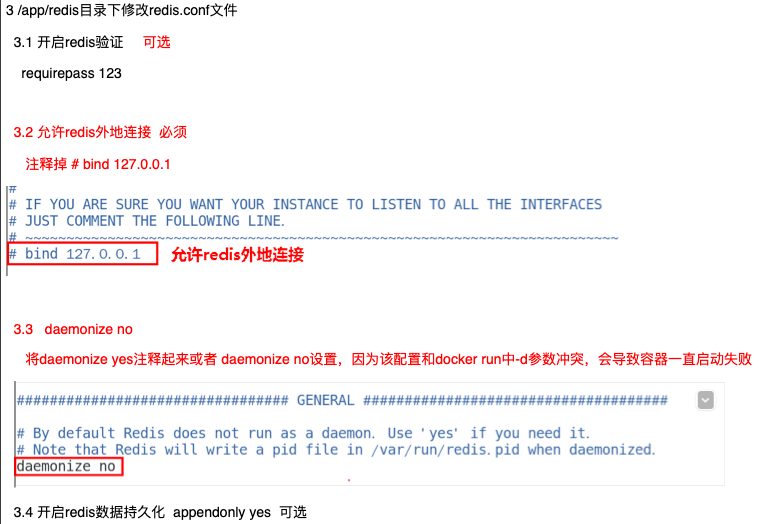 3 /app/redis目录下修改redis.conf文件
3.1 开启redis验证 可选
requirepass 123
3.2 允许redis外地连接 必须
注释掉 # bind 127.0.0.1
#
# IF YOU ARE SURE YOU WANT YOUR INSTANCE TO LISTEN TO ALL THE INTERFACES
# JUST COMMENT THE FOLLOWING LINE.
# ~~~~~~~~~~~~~~~~~~~~~~~~~~~~~~~~~~~~~~~~~~~~~~~~~~~~~~~~~~~~~~~~~~~~~~~~
# bind 127.0.0.1 允许redis外地连接
3.3 daemonize no
将daemonize yes注释起来或者 daemonize no设置，因为该配置和docker run中-d参数冲突，会导致容器一直启动失败
################################# GENERAL #####################################
# By default Redis does not run as a daemon. Use 'yes' if you need it.
# Note that Redis will write a pid file in /var/run/redis.pid when daemonized.
daemonize no
3.4 开启redis数据持久化 appendonly yes 可选